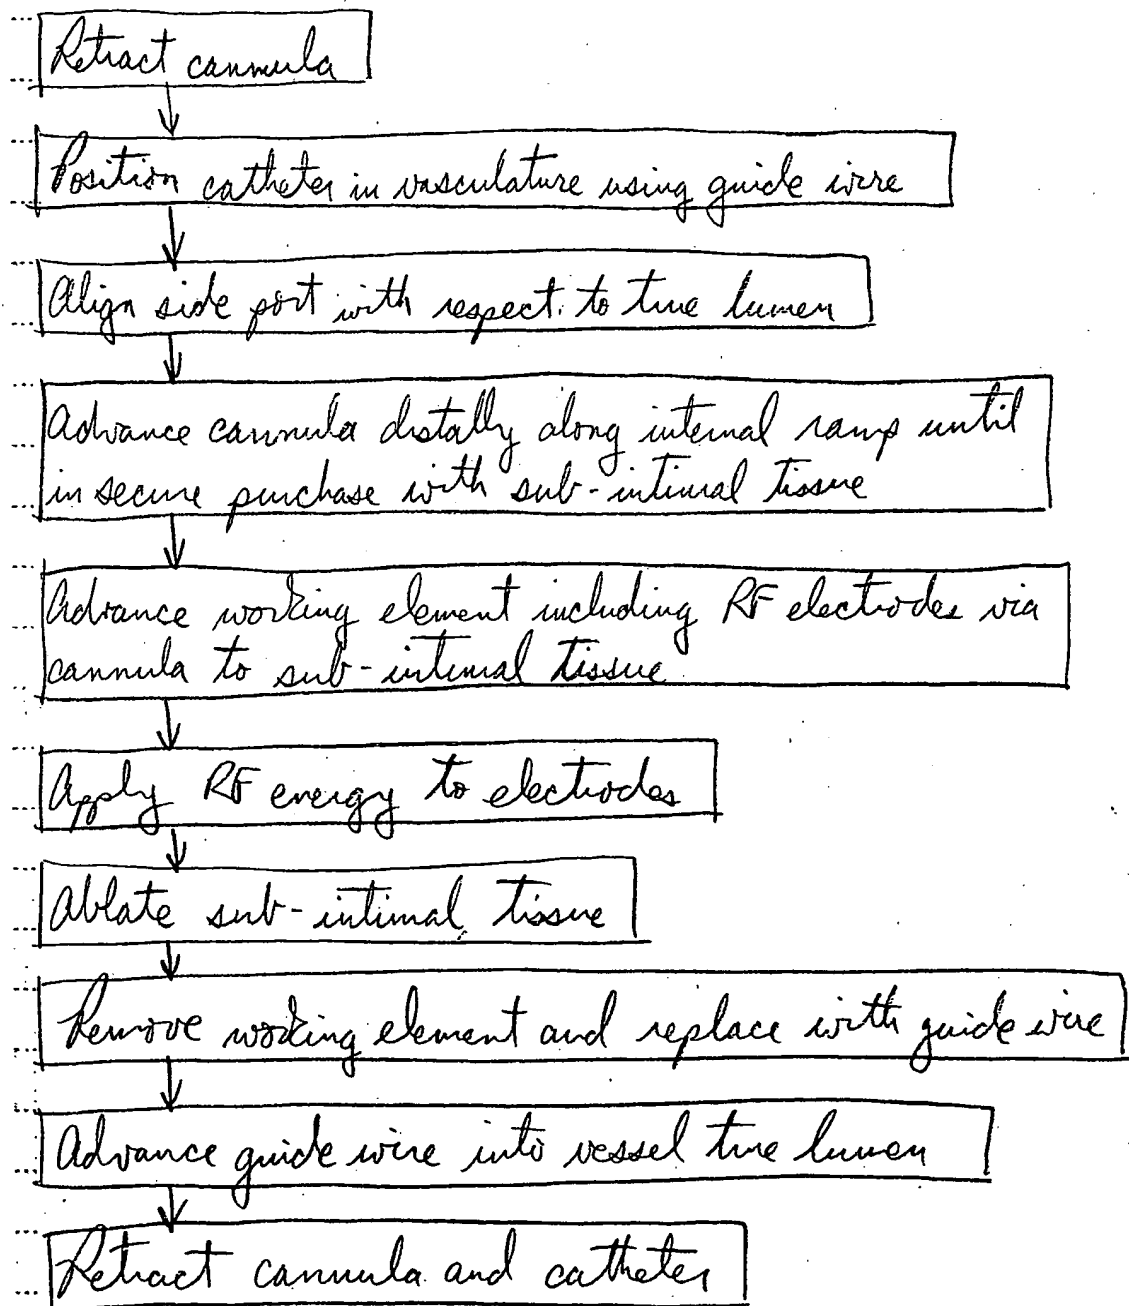 Retract cannula
Position catheter in vasculature using guide wire
Align side port with respect to true lumen
Advance cannula distally along internal ramp until
in secure purchase with sub-intimal tissue
Advance working element including RF electrodes via
cannula to sub-intimal tissue
Apply RF energy to electrodes
Ablate sub-intimal tissue
Remove working element and replace with guide wire
Advance guide wire into vessel true lumen
Retract cannula and catheter